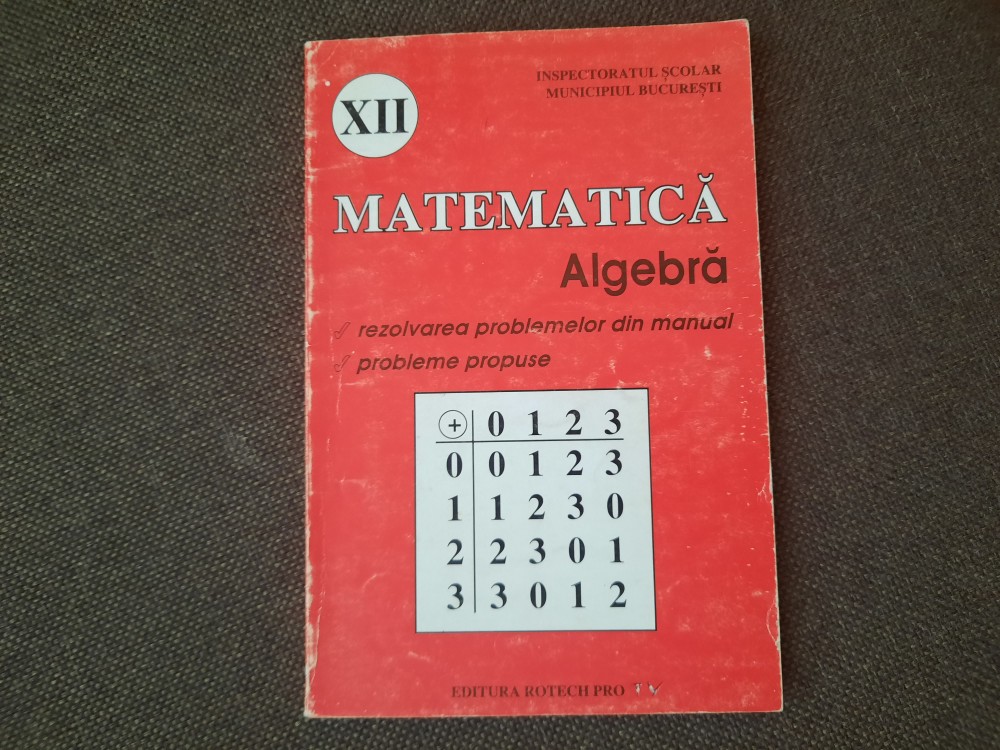 XII
INSPECTORATUL ȘCOLAR
MUNICIPIUL BUCUREȘTI
MATEMATICĂ
Algebră
✓ rezolvarea problemelor din manual
✓ probleme propuse
⊕ 0 1 2 3
0 0 1 2 3
1 1 2 3 0
2 2 3 0 1
3 3 0 1 2
EDITURA ROTECH PRO